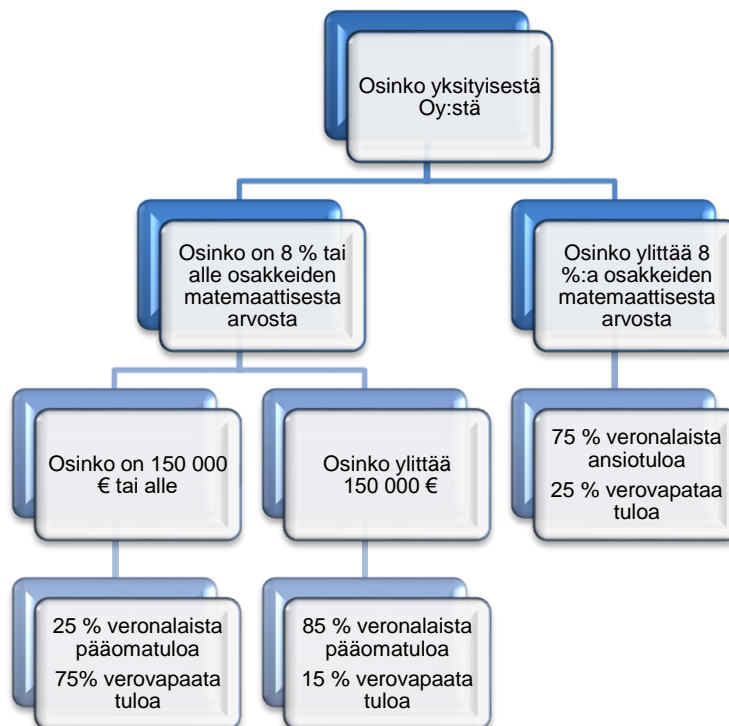 Osinko yksityisestä
Oy:stä
Osinko on 8 % tai
alle osakkeiden
matemaattisesta
arvosta
Osinko ylittää 8
%:a osakkeiden
matemaattisesta
arvosta
Osinko on 150 000
€ tai alle
Osinko ylittää
150 000 €
75 % veronalaista
ansiotuloa
25 % verovapataa
tuloa
25 % veronalaista
pääomatuloa
75% verovapaata
tuloa
85 % veronalaista
pääomatuloa
15 % verovapaata
tuloa